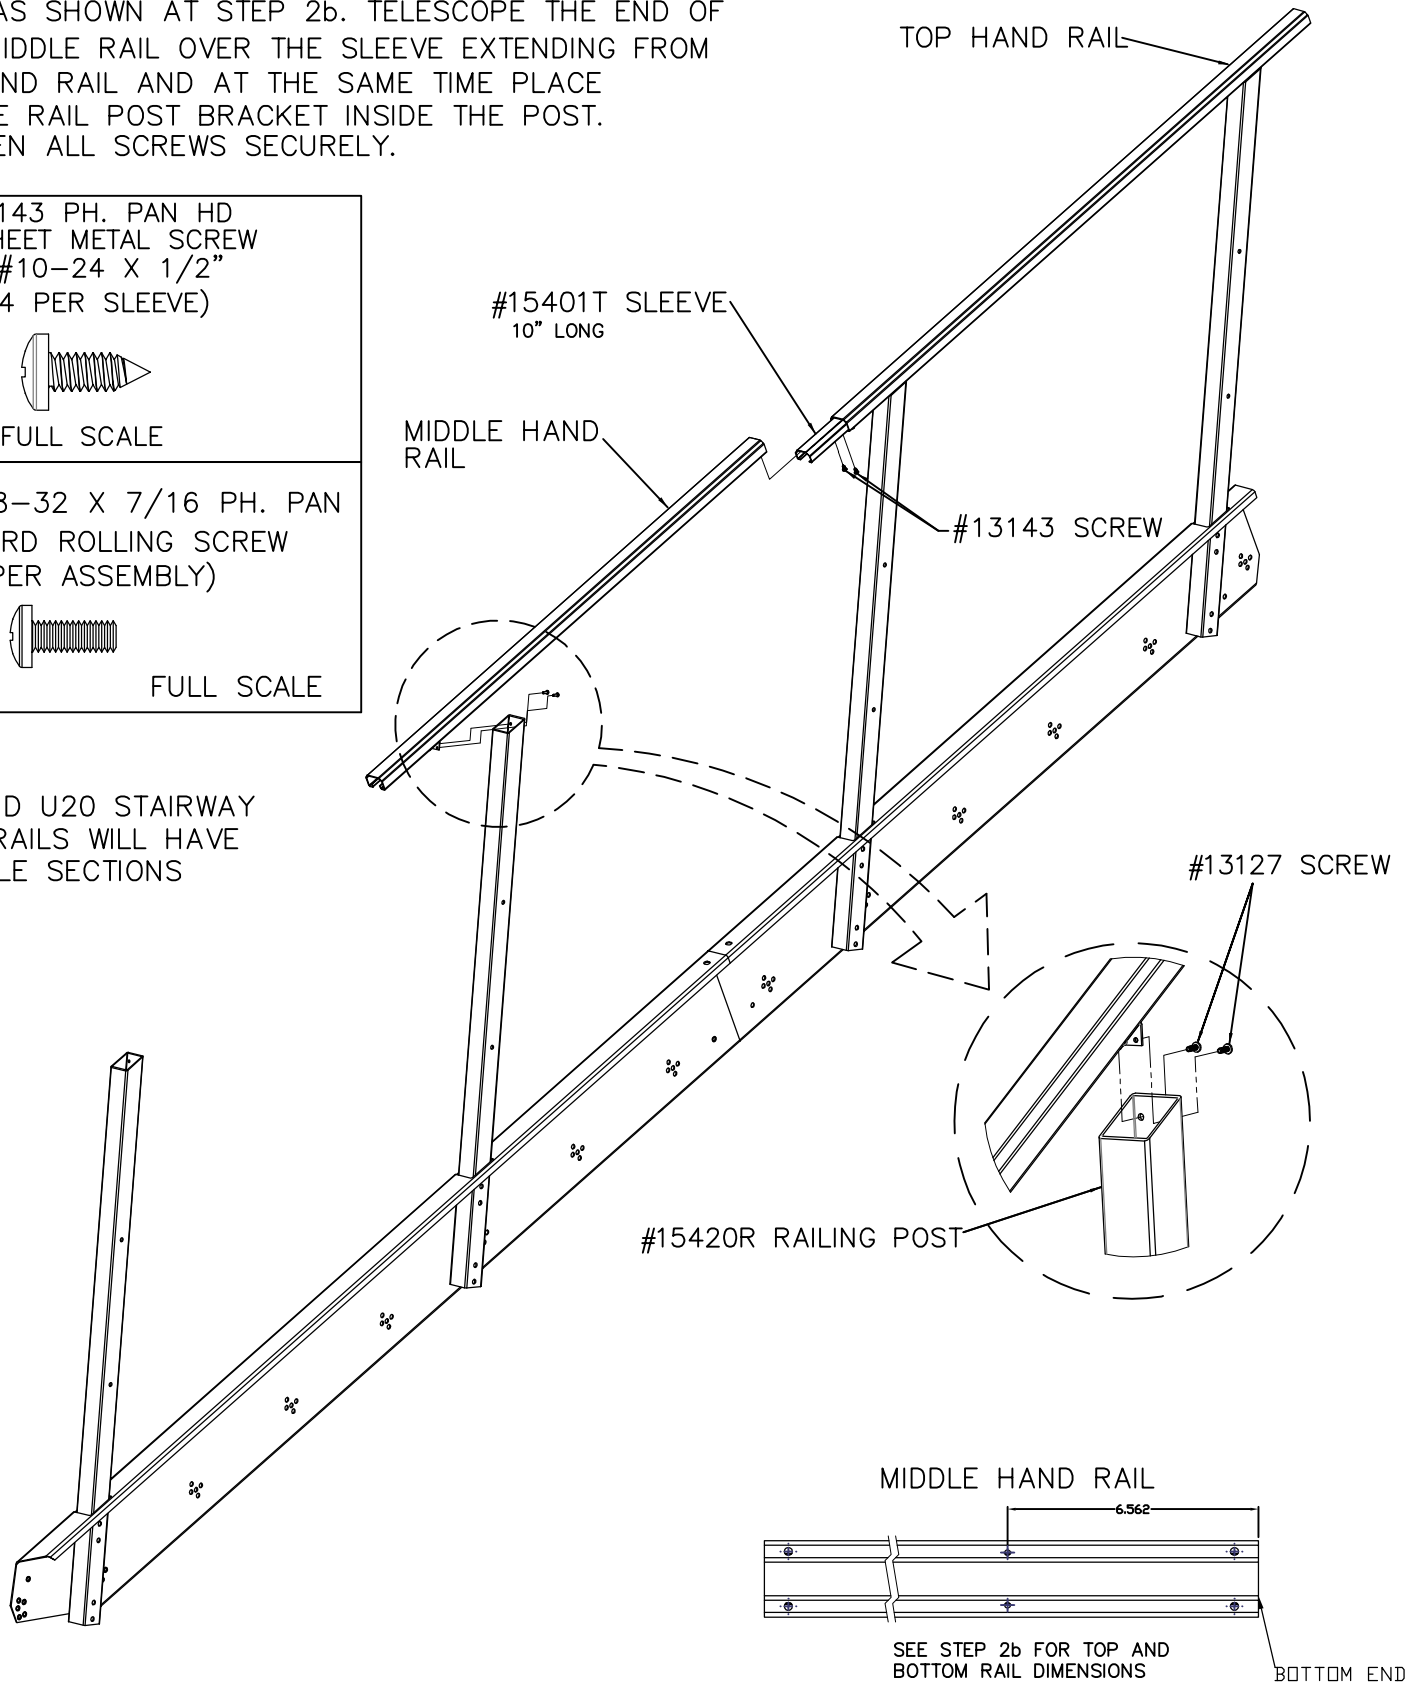 AS SHOWN AT STEP 2b. TELESCOPE THE END OF
MIDDLE RAIL OVER THE SLEEVE EXTENDING FROM
ND RAIL AND AT THE SAME TIME PLACE
E RAIL POST BRACKET INSIDE THE POST.
EN ALL SCREWS SECURELY.
TOP HAND RAIL
143 PH. PAN HD
HEET METAL SCREW
#10-24 X 1/2"
4 PER SLEEVE)
FULL SCALE
#15401T SLEEVE
10" LONG
MIDDLE HAND
RAIL
8-32 X 7/16 PH. PAN
RD ROLLING SCREW
PER ASSEMBLY)
FULL SCALE
#13143 SCREW
D U20 STAIRWAY
RAILS WILL HAVE
LE SECTIONS
#13127 SCREW
#15420R RAILING POST
MIDDLE HAND RAIL
6.562
SEE STEP 2b FOR TOP AND
BOTTOM RAIL DIMENSIONS
BOTTOM END